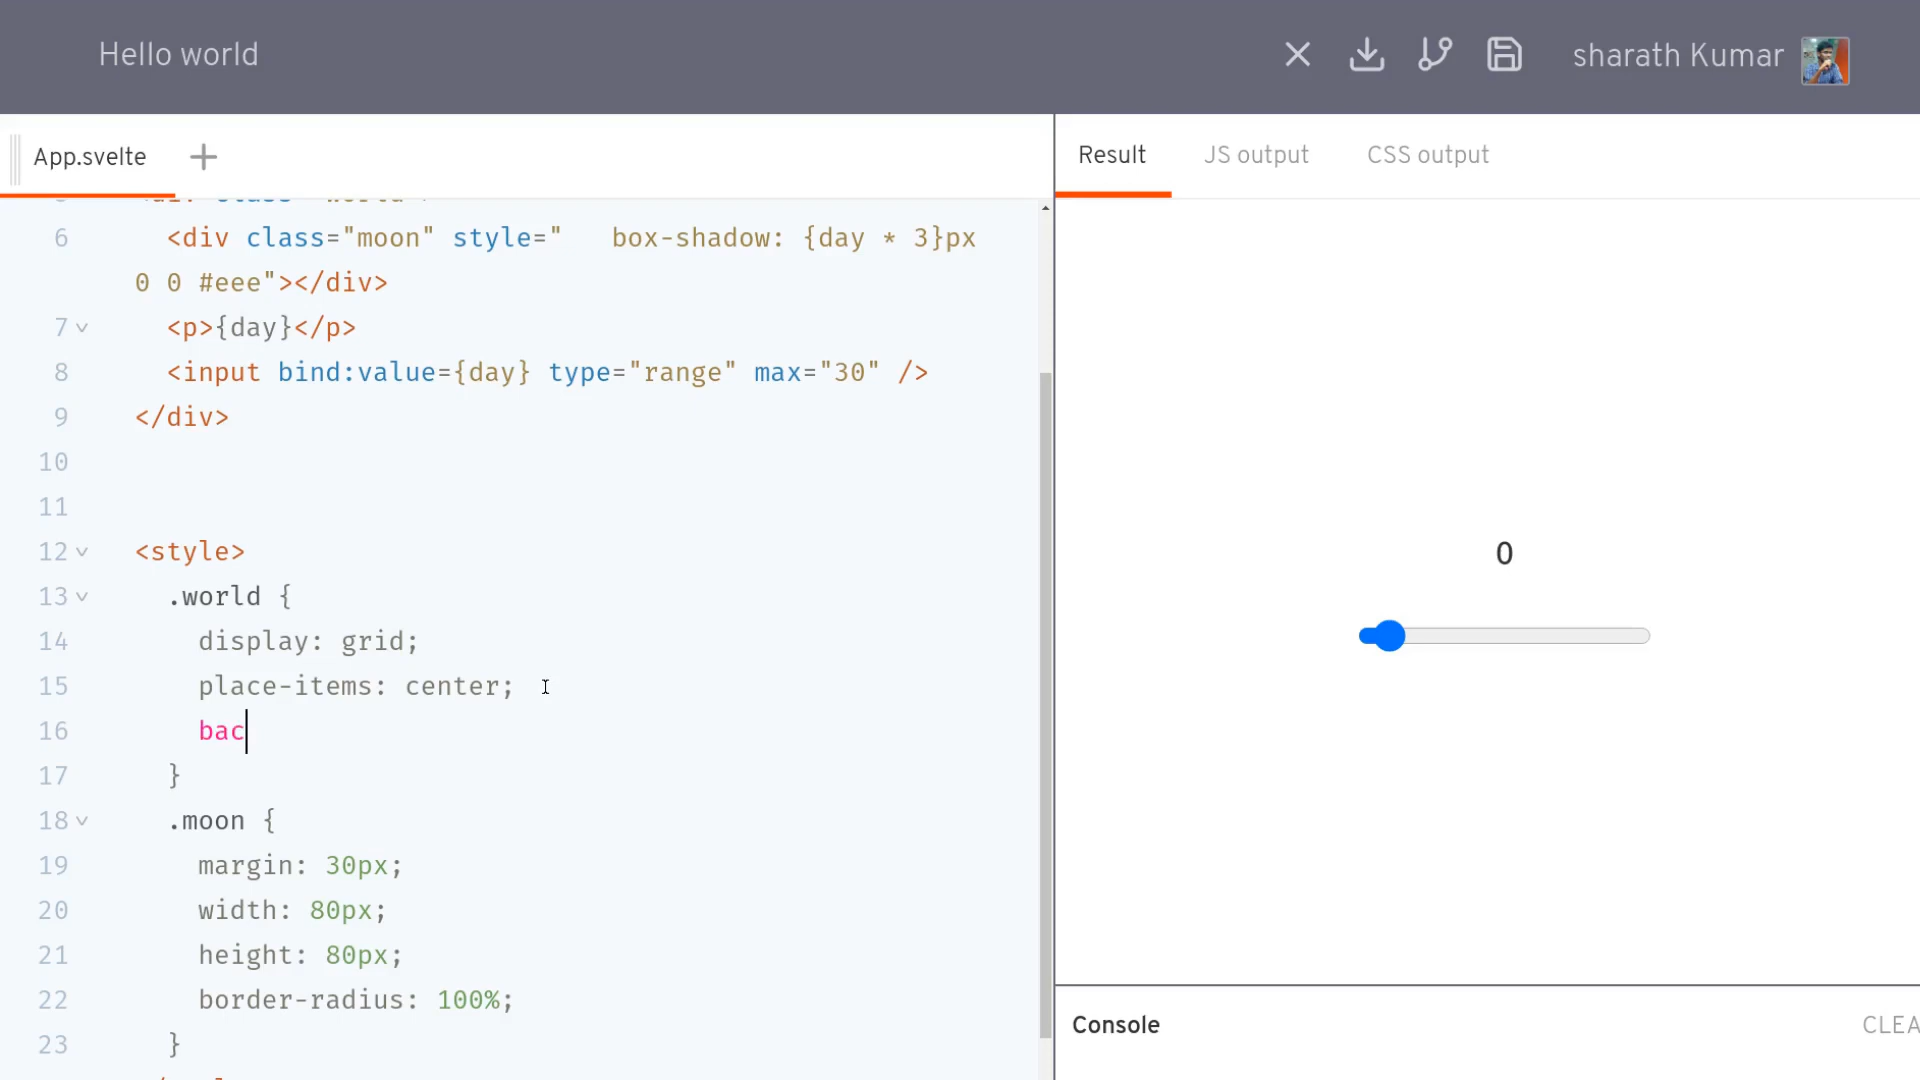 Hello world
sharath Kumar
App.svelte
Result
JS output
CSS output
6 <div class="moon" style="   box-shadow: {day * 3}px
0 0 #eee"></div>
7 <p>{day}</p>
8 <input bind:value={day} type="range" max="30" />
9 </div>
10
11
12 <style>
13 .world {
14 display: grid;
15 place-items: center;
16 bac
17 }
18 .moon {
19 margin: 30px;
20 width: 80px;
21 height: 80px;
22 border-radius: 100%;
23 }
0
Console
CLEA